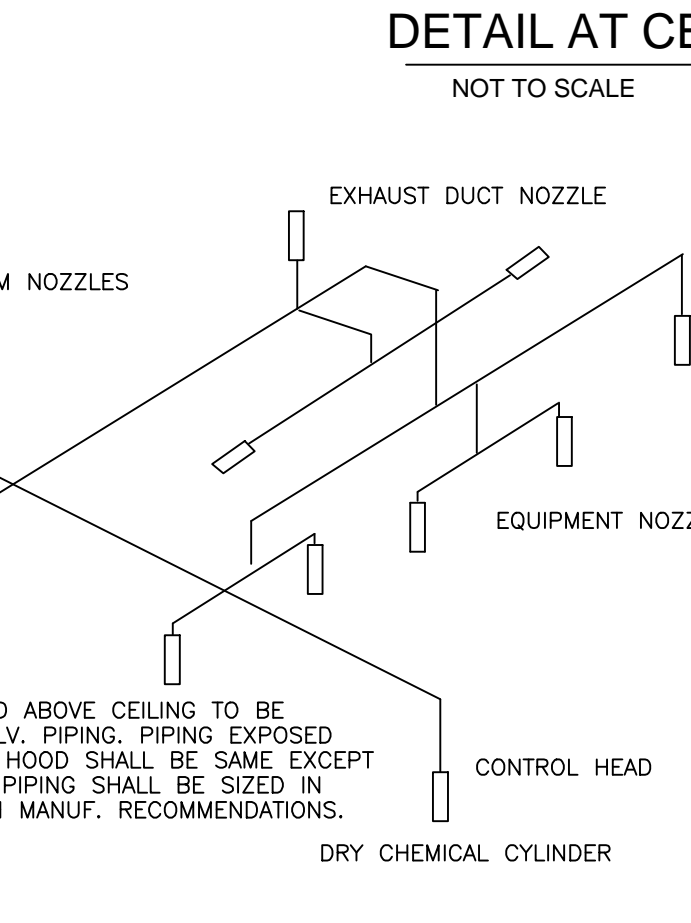 DETAIL AT CE
NOT TO SCALE
EXHAUST DUCT NOZZLE
M NOZZLES
EQUIPMENT NOZZ
D ABOVE CEILING TO BE
LV. PIPING. PIPING EXPOSED
HOOD SHALL BE SAME EXCEPT
PIPING SHALL BE SIZED IN
MANUF. RECOMMENDATIONS.
CONTROL HEAD
DRY CHEMICAL CYLINDER